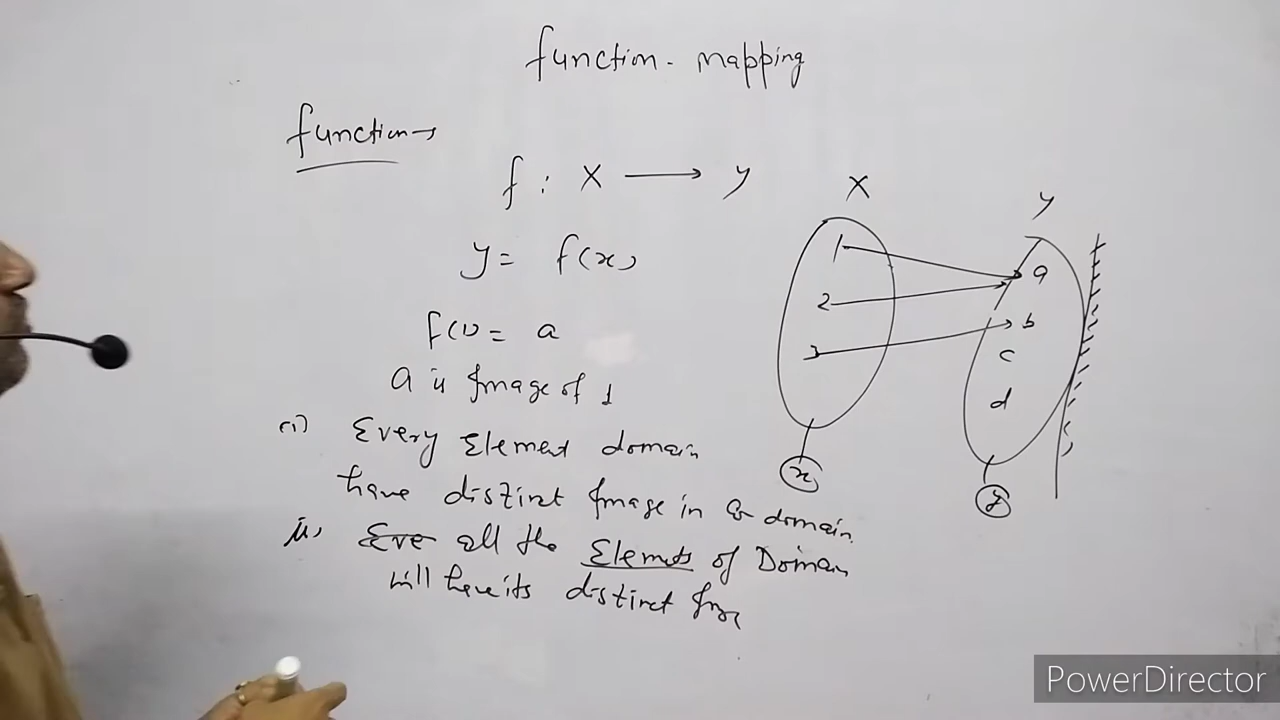 function - mapping
function →
f : X → y
y = f(x)
f(1) = a
a is Image of 1
(i) Every Element domain
have distinct Image in Co domain.
ii, all the Elements of Domain
will have its distinct
X
1
2
3
x
y
a
b
c
d
y
PowerDirector